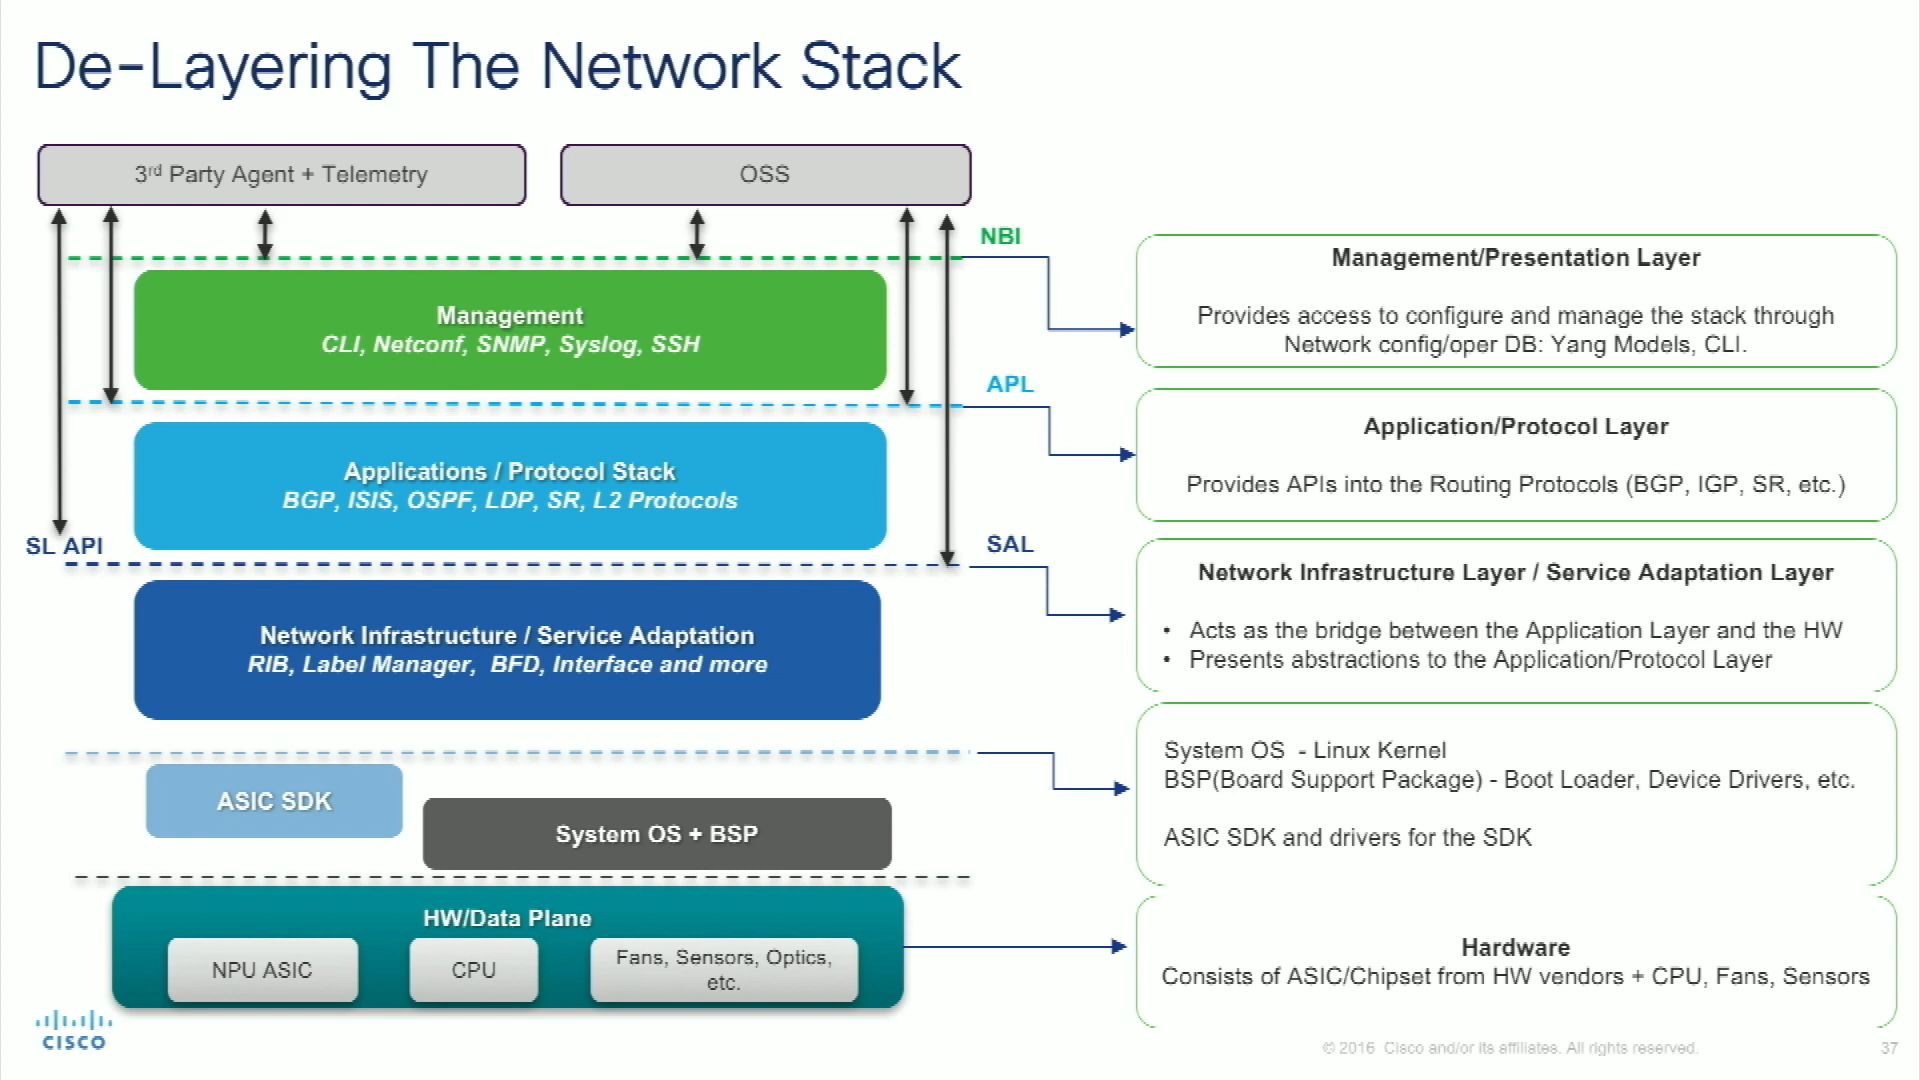 De-Layering The Network Stack
3rd Party Agent + Telemetry
OSS
NBI
Management
CLI, Netconf, SNMP, Syslog, SSH
APL
Applications / Protocol Stack
BGP, ISIS, OSPF, LDP, SR, L2 Protocols
SL API
SAL
Network Infrastructure / Service Adaptation
RIB, Label Manager, BFD, Interface and more
ASIC SDK
System OS + BSP
HW/Data Plane
NPU ASIC
CPU
Fans, Sensors, Optics,
etc.
Management/Presentation Layer
Provides access to configure and manage the stack through
Network config/oper DB: Yang Models, CLI.
Application/Protocol Layer
Provides APIs into the Routing Protocols (BGP, IGP, SR, etc.)
Network Infrastructure Layer / Service Adaptation Layer
• Acts as the bridge between the Application Layer and the HW
• Presents abstractions to the Application/Protocol Layer
System OS - Linux Kernel
BSP(Board Support Package) - Boot Loader, Device Drivers, etc.
ASIC SDK and drivers for the SDK
Hardware
Consists of ASIC/Chipset from HW vendors + CPU, Fans, Sensors
CISCO
© 2016 Cisco and/or its affiliates. All rights reserved.
37